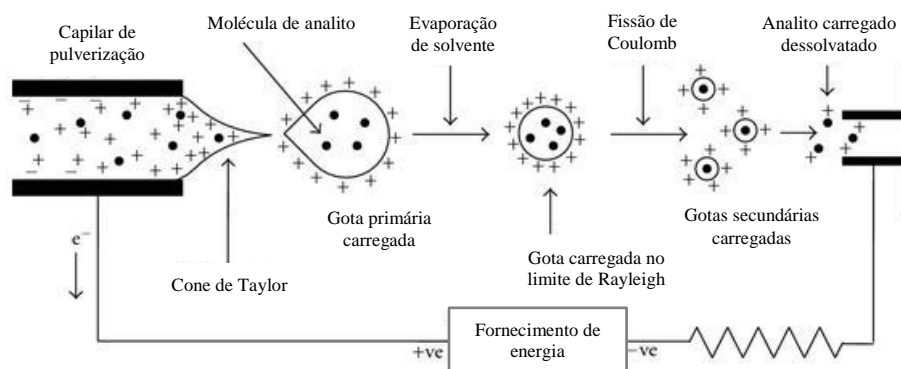 Capilar de
pulverização
Molécula de analito
Evaporação
de solvente
Fissão de
Coulomb
Analito carregado
dessolvatado
Gota primária
carregada
Gotas secundárias
carregadas
e⁻
Cone de Taylor
Gota carregada no
limite de Rayleigh
+ve
Fornecimento de
energia
−ve